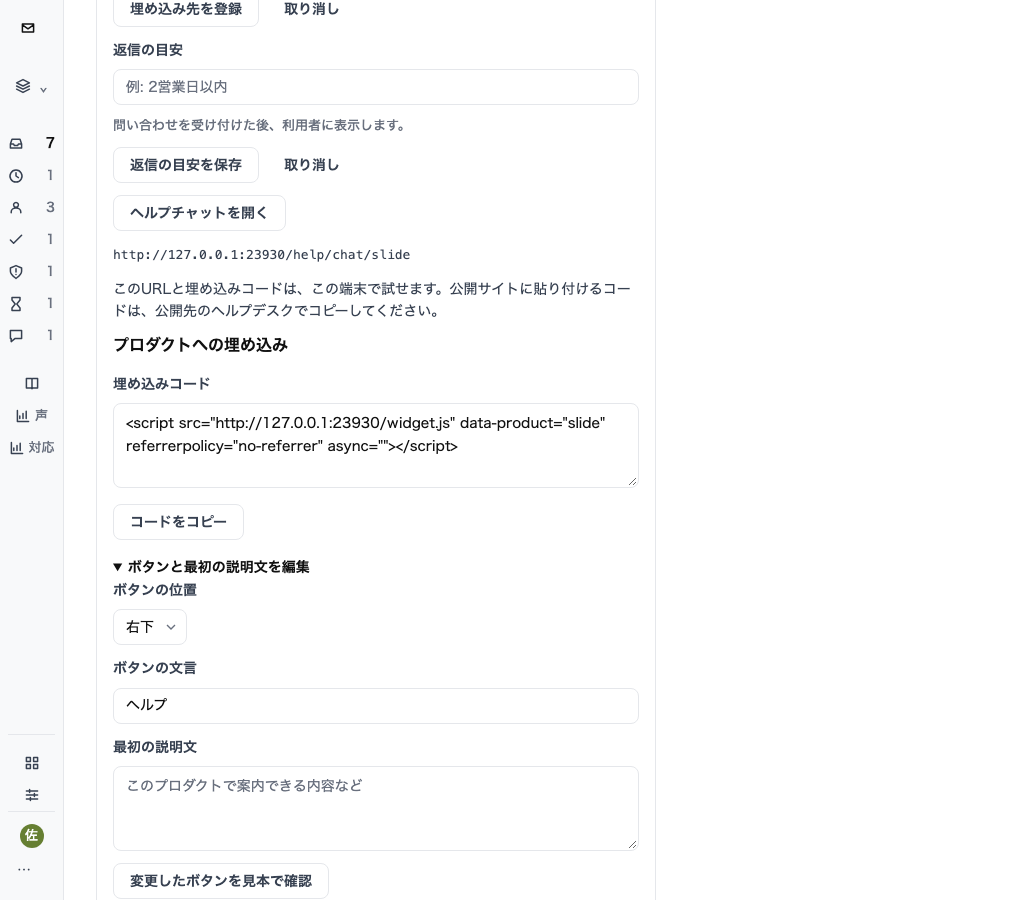 埋め込み先を登録
取り消し
返信の目安
例: 2営業日以内
問い合わせを受け付けた後、利用者に表示します。
返信の目安を保存
取り消し
ヘルプチャットを開く
http://127.0.0.1:23930/help/chat/slide
このURLと埋め込みコードは、この端末で試せます。公開サイトに貼り付けるコー
ドは、公開先のヘルプデスクでコピーしてください。
プロダクトへの埋め込み
埋め込みコード
<script src="http://127.0.0.1:23930/widget.js" data-product="slide"
referrerpolicy="no-referrer" async=""></script>
コードをコピー
▼ ボタンと最初の説明文を編集
ボタンの位置
右下
ボタンの文言
ヘルプ
最初の説明文
このプロダクトで案内できる内容など
変更したボタンを見本で確認
7
1
3
1
1
1
1
声
対応
佐
…